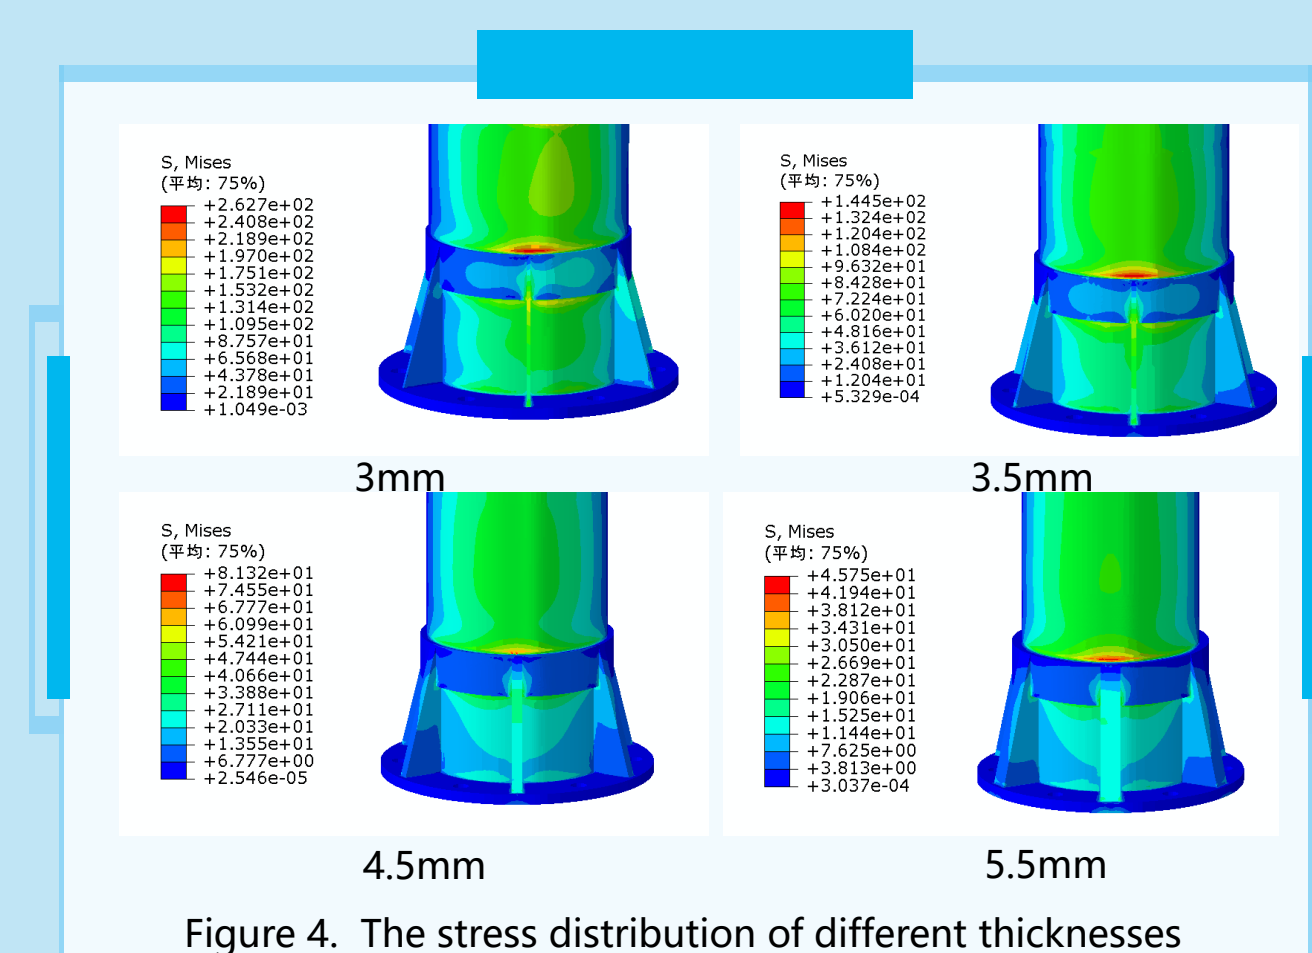 S, Mises
(平均: 75%)
+2.627e+02
+2.408e+02
+2.189e+02
+1.970e+02
+1.751e+02
+1.532e+02
+1.314e+02
+1.095e+02
+8.757e+01
+6.568e+01
+4.378e+01
+2.189e+01
+1.049e-03
3mm
S, Mises
(平均: 75%)
+1.445e+02
+1.324e+02
+1.204e+02
+1.084e+02
+9.632e+01
+8.428e+01
+7.224e+01
+6.020e+01
+4.816e+01
+3.612e+01
+2.408e+01
+1.204e+01
+5.329e-04
3.5mm
S, Mises
(平均: 75%)
+8.132e+01
+7.455e+01
+6.777e+01
+6.099e+01
+5.421e+01
+4.744e+01
+4.066e+01
+3.388e+01
+2.711e+01
+2.033e+01
+1.355e+01
+6.777e+00
+2.546e-05
4.5mm
S, Mises
(平均: 75%)
+4.575e+01
+4.194e+01
+3.812e+01
+3.431e+01
+3.050e+01
+2.669e+01
+2.287e+01
+1.906e+01
+1.525e+01
+1.144e+01
+7.625e+00
+3.813e+00
+3.037e-04
5.5mm
Figure 4. The stress distribution of different thicknesses